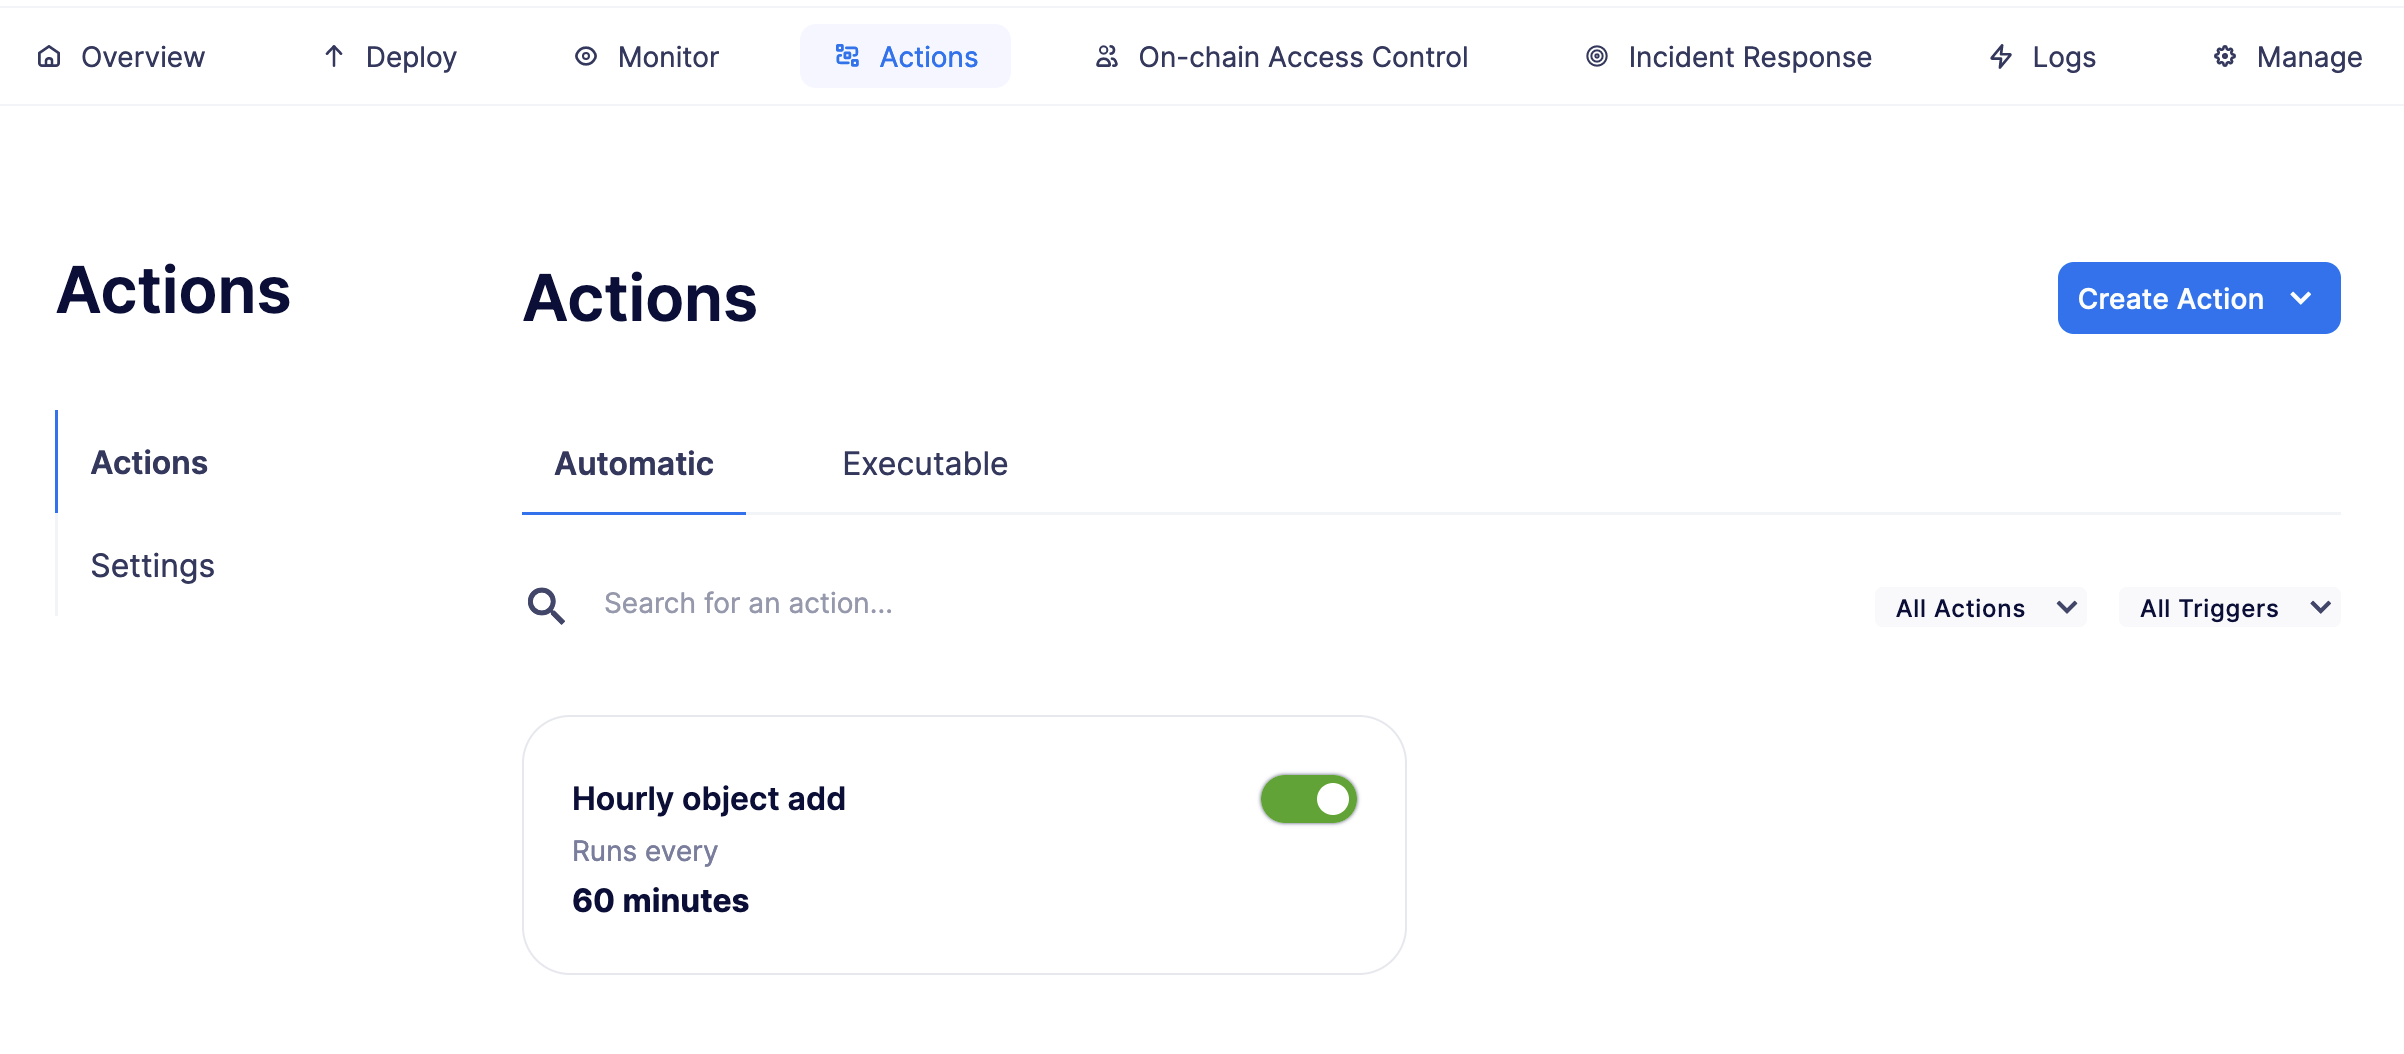 Overview Deploy Monitor Actions On-chain Access Control Incident Response Logs Manage
Actions
Actions
Settings
Actions
Create Action
Automatic Executable
Search for an action...
All Actions All Triggers
Hourly object add
Runs every
60 minutes